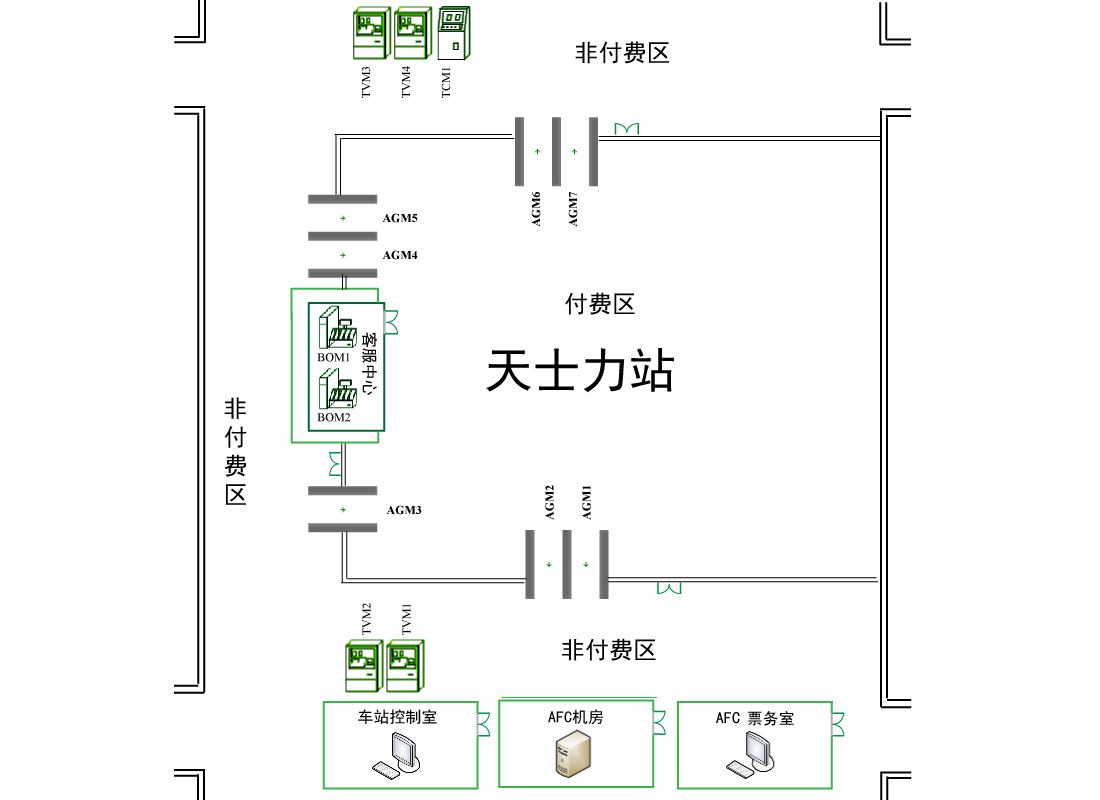 非付费区
TVM3
TVM4
TCM1
AGM6
AGM7
AGM5
AGM4
付费区
BOM1
客服中心
天士力站
BOM2
非付费区
AGM2
AGM1
AGM3
TVM2
TVM1
非付费区
车站控制室
AFC机房
AFC 票务室